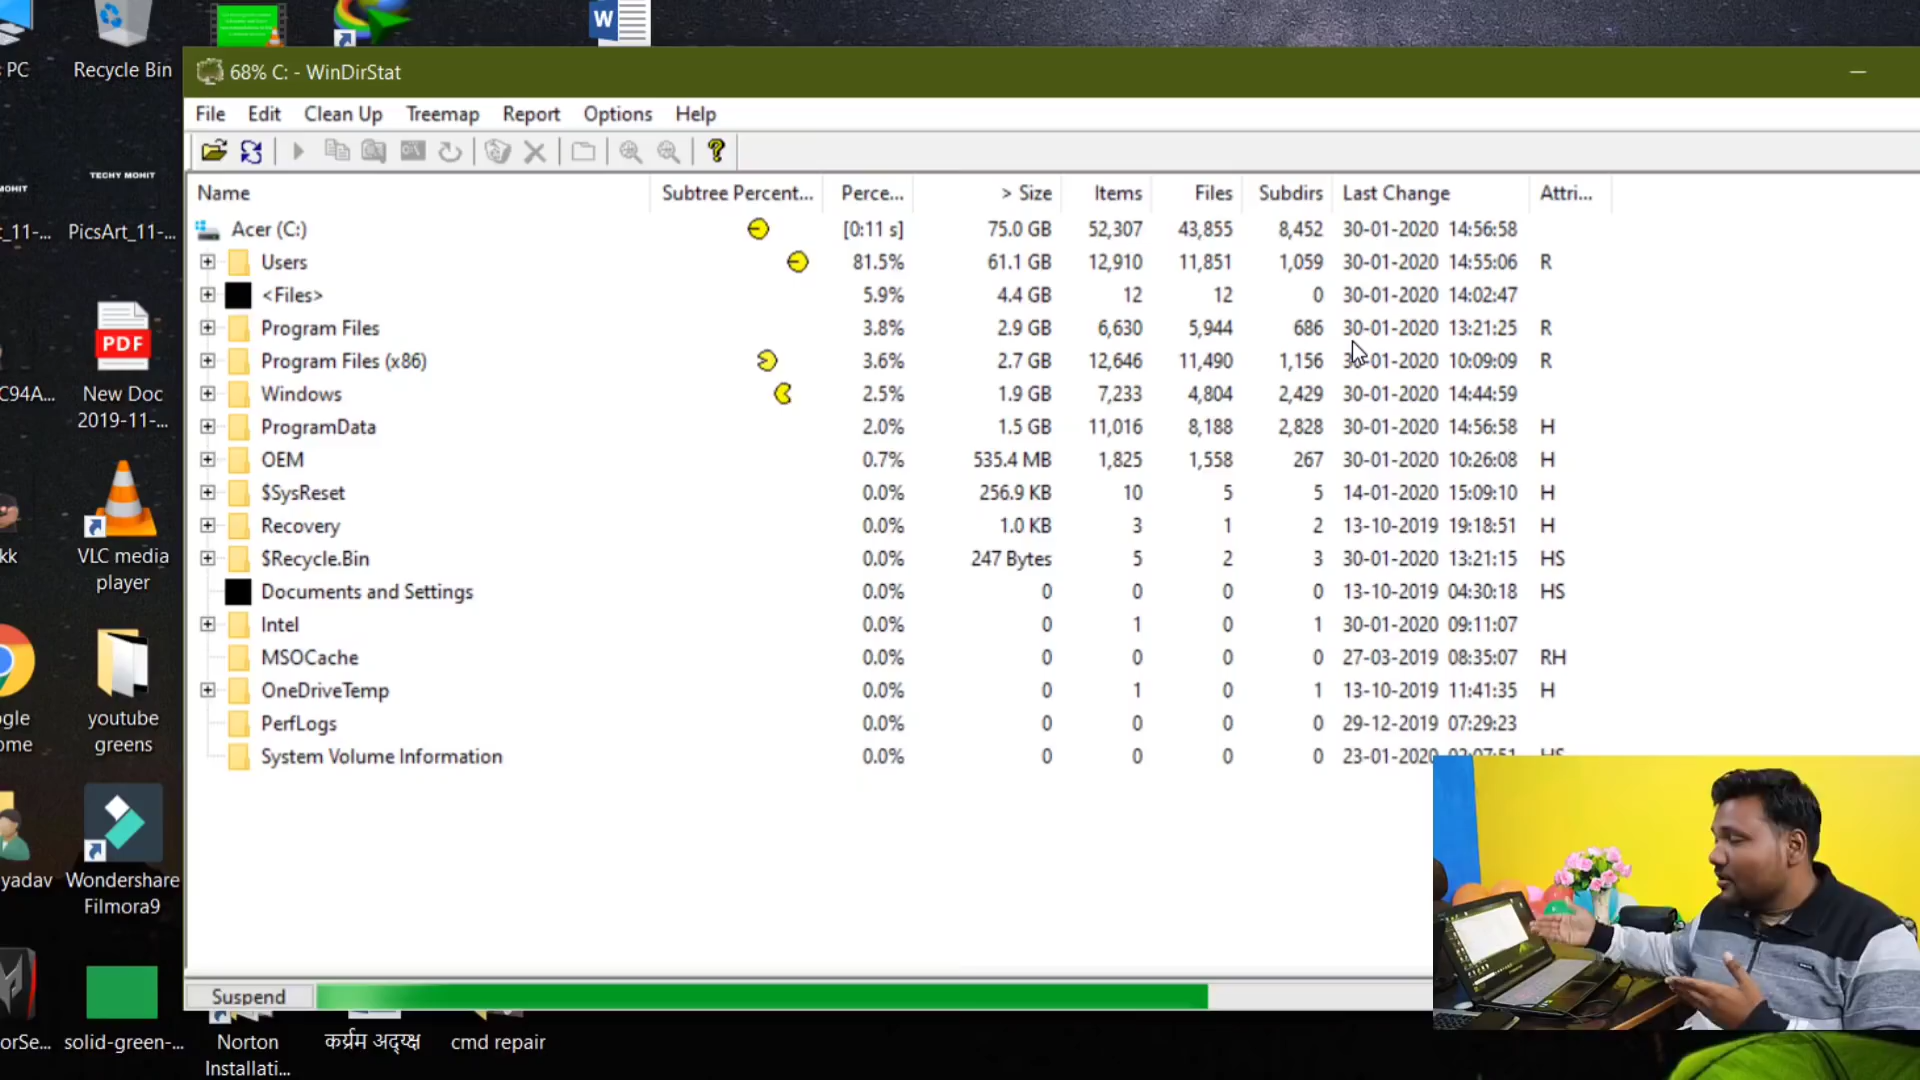 PC
Recycle Bin
W
68% C: - WinDirStat
File Edit Clean Up Treemap Report Options Help
Name Subtree Percent... Perce... > Size Items Files Subdirs Last Change Attri...
Acer (C:) [0:11 s] 75.0 GB 52,307 43,855 8,452 30-01-2020 14:56:58
Users 81.5% 61.1 GB 12,910 11,851 1,059 30-01-2020 14:55:06 R
<Files> 5.9% 4.4 GB 12 12 0 30-01-2020 14:02:47
Program Files 3.8% 2.9 GB 6,630 5,944 686 30-01-2020 13:21:25 R
Program Files (x86) 3.6% 2.7 GB 12,646 11,490 1,156 30-01-2020 10:09:09 R
Windows 2.5% 1.9 GB 7,233 4,804 2,429 30-01-2020 14:44:59
ProgramData 2.0% 1.5 GB 11,016 8,188 2,828 30-01-2020 14:56:58 H
OEM 0.7% 535.4 MB 1,825 1,558 267 30-01-2020 10:26:08 H
$SysReset 0.0% 256.9 KB 10 5 5 14-01-2020 15:09:10 H
Recovery 0.0% 1.0 KB 3 1 2 13-10-2019 19:18:51 H
$Recycle.Bin 0.0% 247 Bytes 5 2 3 30-01-2020 13:21:15 HS
Documents and Settings 0.0% 0 0 0 0 13-10-2019 04:30:18 HS
Intel 0.0% 0 1 0 1 30-01-2020 09:11:07
MSOCache 0.0% 0 0 0 0 27-03-2019 08:35:07 RH
OneDriveTemp 0.0% 0 1 0 1 13-10-2019 11:41:35 H
PerfLogs 0.0% 0 0 0 0 29-12-2019 07:29:23
System Volume Information 0.0% 0 0 0 0 23-01-2020
Suspend
TECHY MOHIT
MOHIT
t_11-...
PicsArt_11-...
PDF
C94A...
New Doc
2019-11-...
kk
VLC media
player
ogle
ome
youtube
greens
yadav
Wondershare
Filmora9
orSe...
solid-green-...
Norton
Installati...
कर्यम अद्य्क्ष
cmd repair